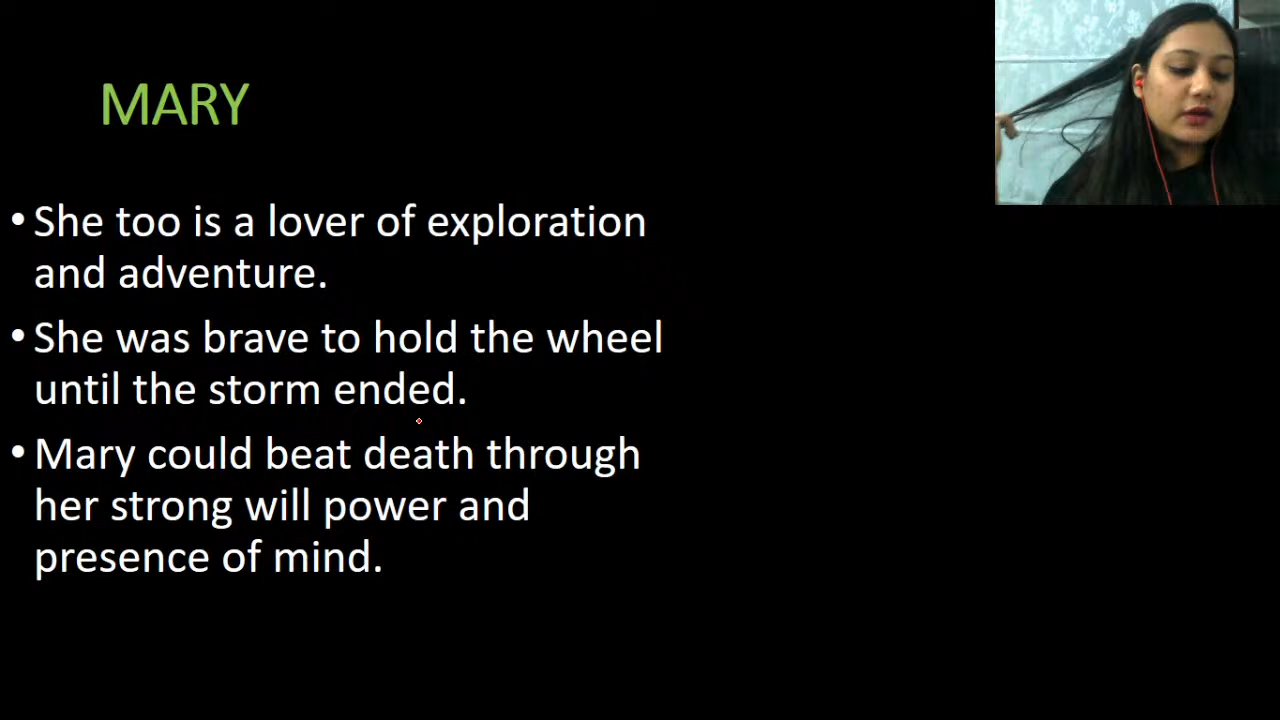 MARY
• She too is a lover of exploration
and adventure.
• She was brave to hold the wheel
until the storm ended.
• Mary could beat death through
her strong will power and
presence of mind.